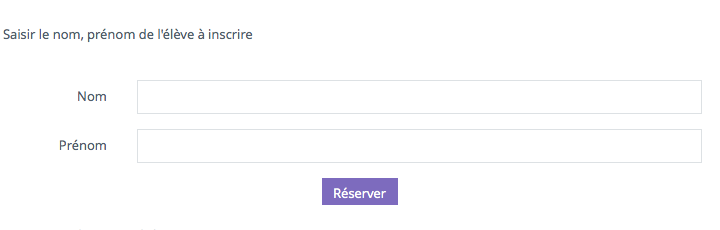 Saisir le nom, prénom de l'élève à inscrire
Nom
Prénom
Réserver